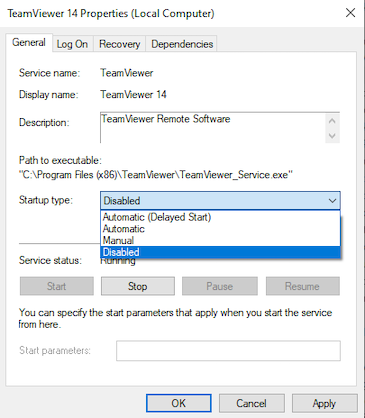 TeamViewer 14 Properties (Local Computer)
General Log On Recovery Dependencies
Service name: TeamViewer
Display name: TeamViewer 14
Description: TeamViewer Remote Software
Path to executable:
"C:\Program Files (x86)\TeamViewer\TeamViewer_Service.exe"
Startup type: Disabled
Automatic (Delayed Start)
Automatic
Manual
Disabled
Service status: Running
Start Stop Pause Resume
You can specify the start parameters that apply when you start the service
from here.
Start parameters:
OK Cancel Apply